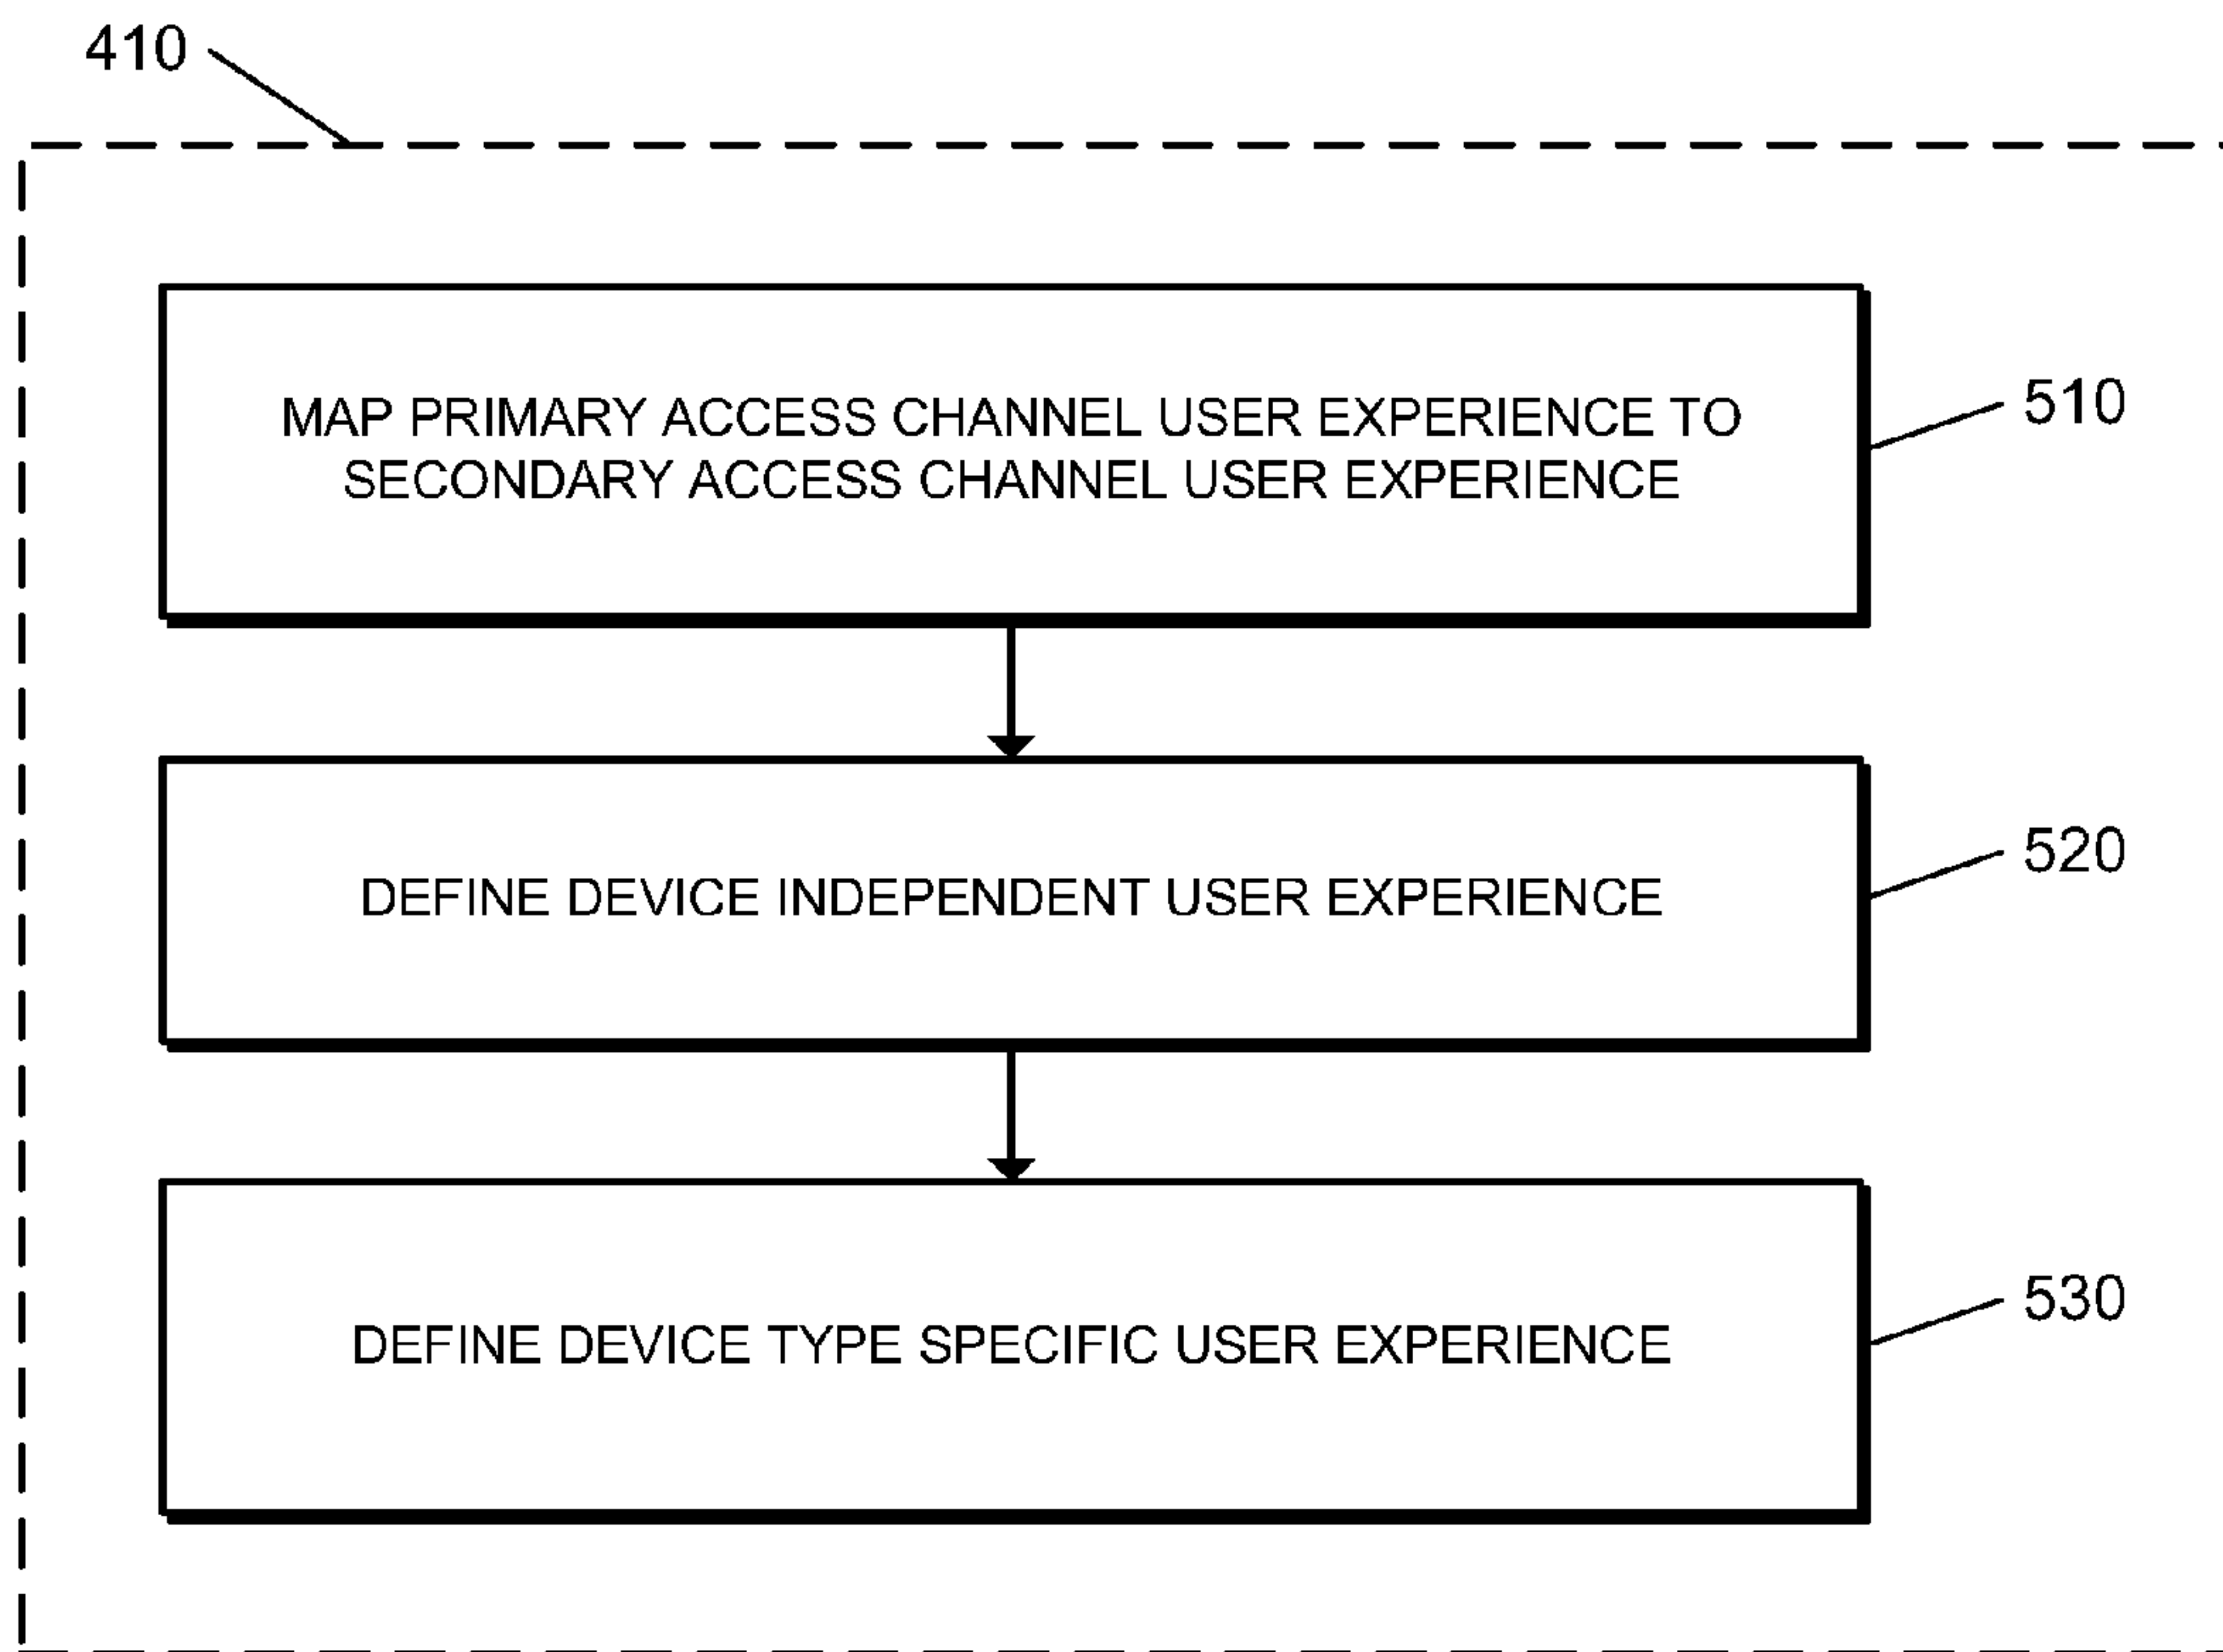 410
MAP PRIMARY ACCESS CHANNEL USER EXPERIENCE TO
SECONDARY ACCESS CHANNEL USER EXPERIENCE
510
DEFINE DEVICE INDEPENDENT USER EXPERIENCE
520
DEFINE DEVICE TYPE SPECIFIC USER EXPERIENCE
530